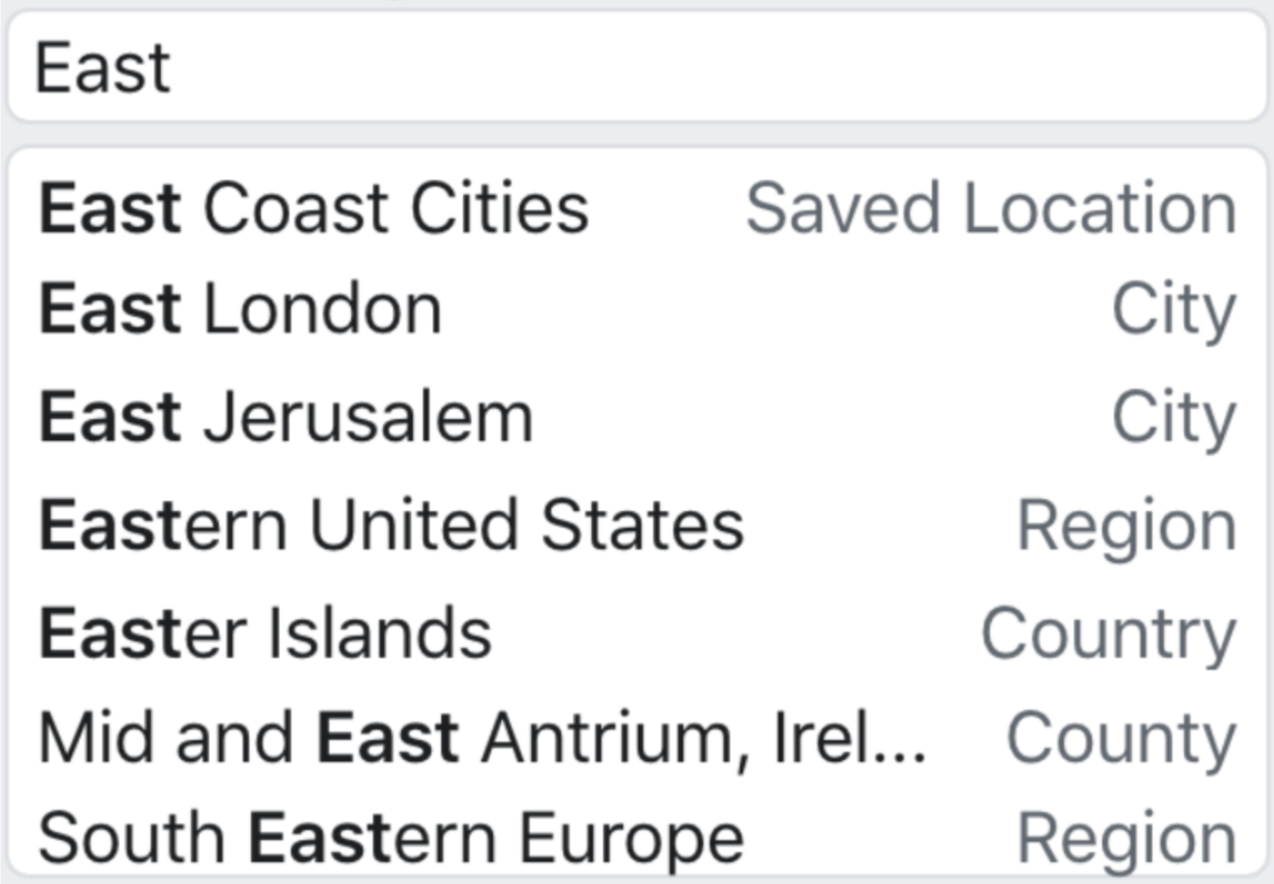 East
East Coast Cities Saved Location
East London City
East Jerusalem City
Eastern United States Region
Easter Islands Country
Mid and East Antrium, Irel... County
South Eastern Europe Region